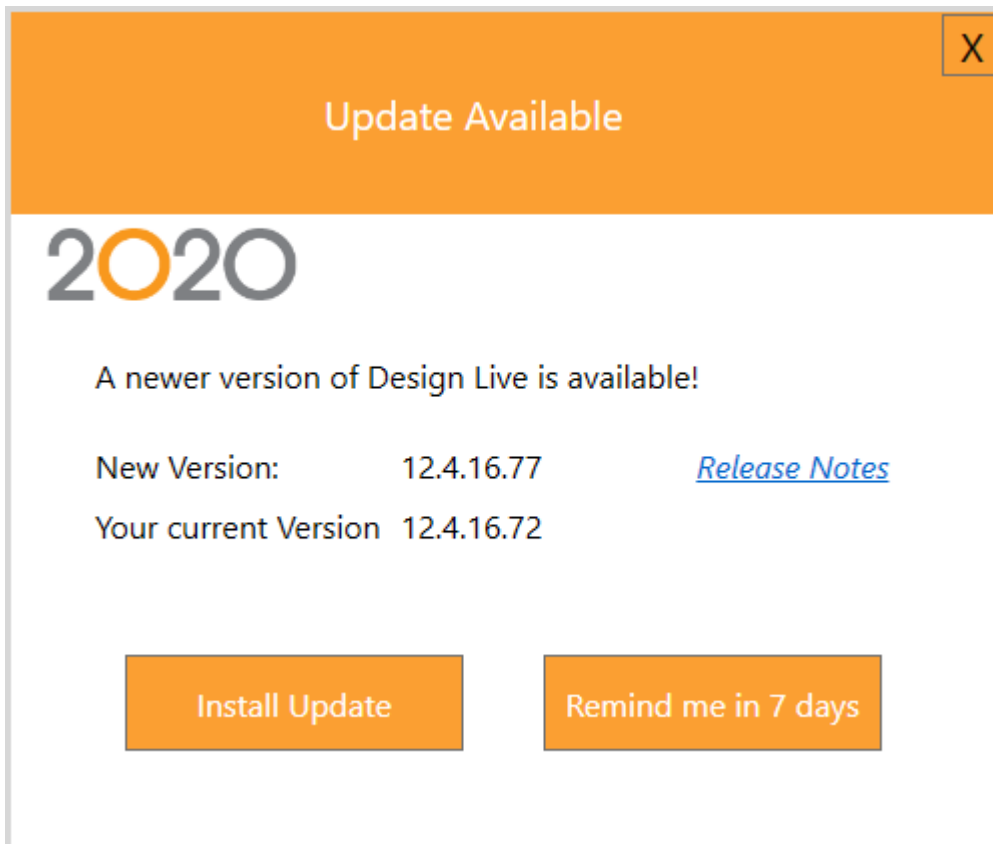 X
Update Available
2020
A newer version of Design Live is available!
New Version: 12.4.16.77 Release Notes
Your current Version 12.4.16.72
Install Update Remind me in 7 days